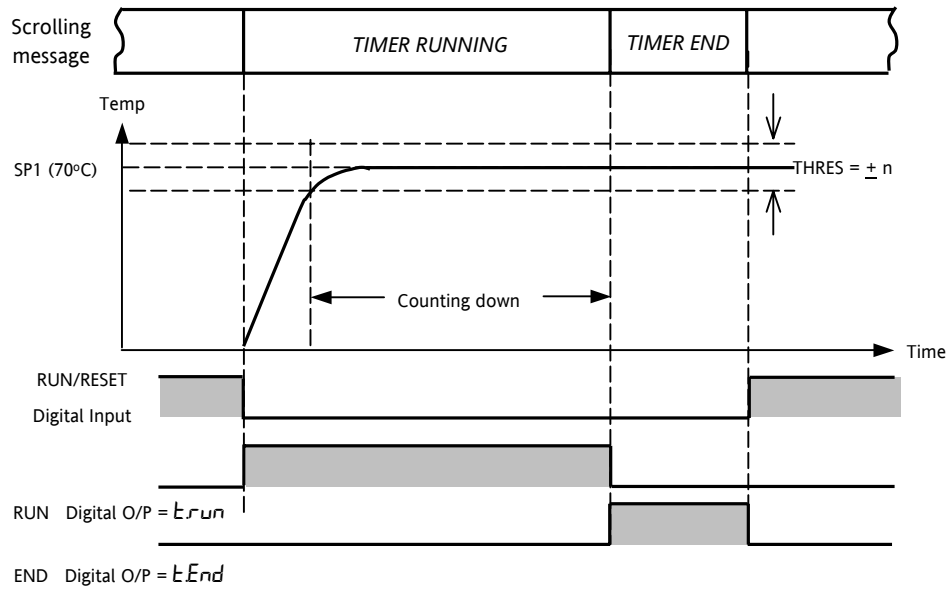 Scrolling
message
TIMER RUNNING
TIMER END
Temp
SP1 (70ºC)
THRES = ± n
Counting down
Time
RUN/RESET
Digital Input
RUN Digital O/P = t.run
END Digital O/P = t.End